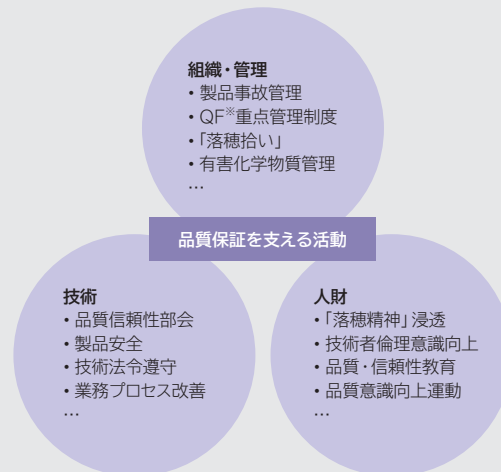 組織・管理
・製品事故管理
・QF※重点管理制度
・「落穂拾い」
・有害化学物質管理
…
品質保証を支える活動
技術
・品質信頼性部会
・製品安全
・技術法令遵守
・業務プロセス改善
…
人財
・「落穂精神」浸透
・技術者倫理意識向上
・品質・信頼性教育
・品質意識向上運動
…